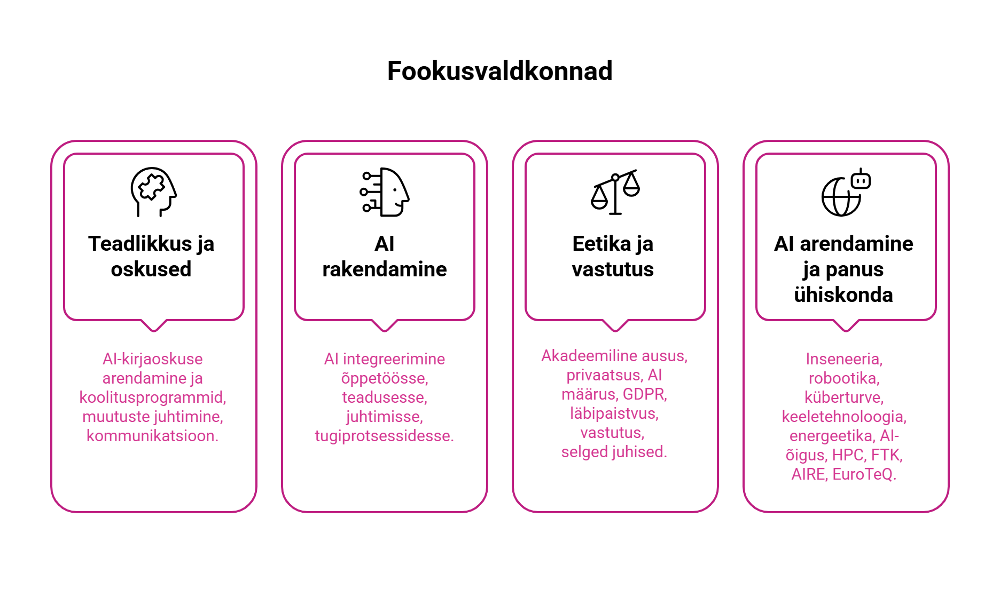 Fookusvaldkonnad
Teadlikkus ja
oskused
AI-kirjaoskuse
arendamine ja
koolitusprogrammid,
muutuste juhtimine,
kommunikatsioon.
AI
rakendamine
AI integreerimine
õppetöösse,
teadusesse,
juhtimisse,
tugiprotsessidesse.
Eetika ja
vastutus
Akadeemiline ausus,
privaatsus, AI
määrus, GDPR,
läbipaistvus,
vastutus,
selged juhised.
AI arendamine
ja panus
ühiskonda
Inseneeria,
robootika,
küberturve,
keeletehnoloogia,
energeetika, AI-
õigus, HPC, FTK,
AIRE, EuroTeQ.